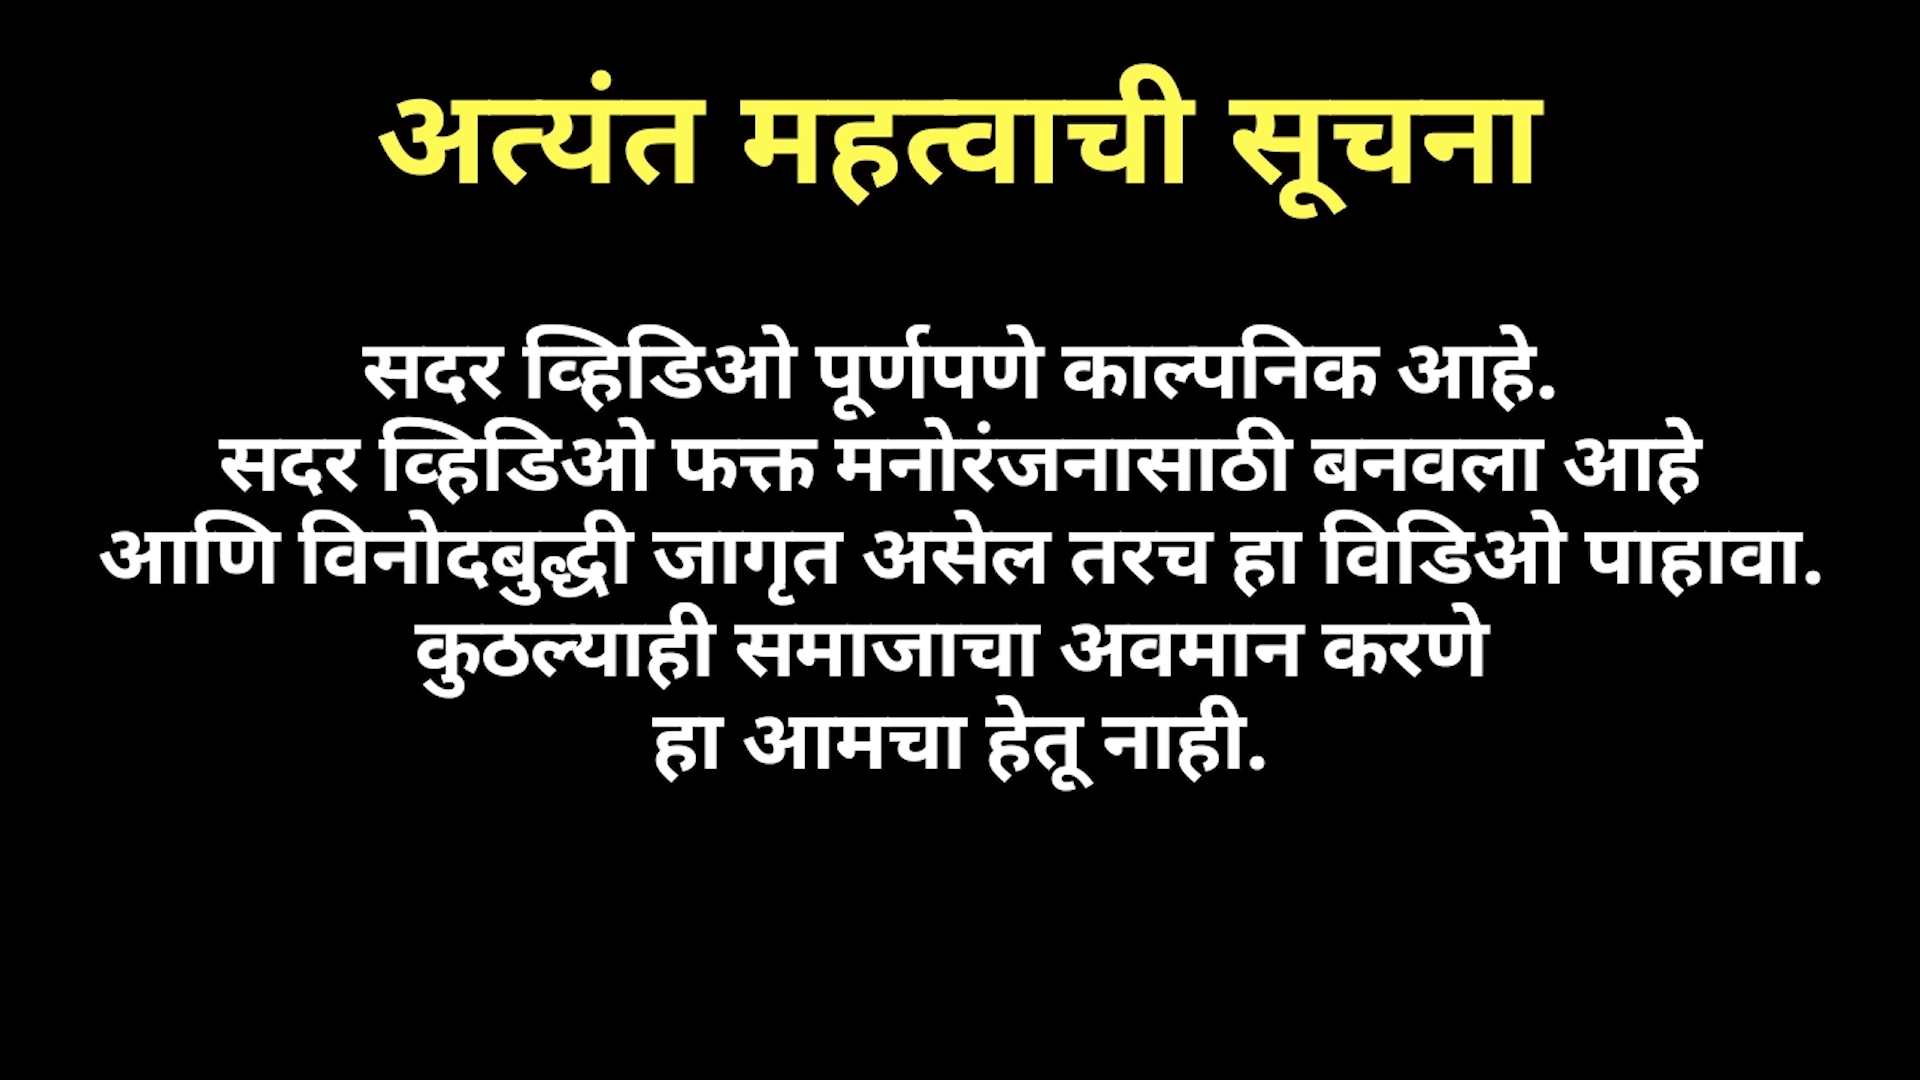 अत्यंत महत्वाची सूचना
सदर व्हिडिओ पूर्णपणे काल्पनिक आहे.
सदर व्हिडिओ फक्त मनोरंजनासाठी बनवला आहे
आणि विनोदबुद्धी जागृत असेल तरच हा विडिओ पाहावा.
कुठल्याही समाजाचा अवमान करणे
हा आमचा हेतू नाही.